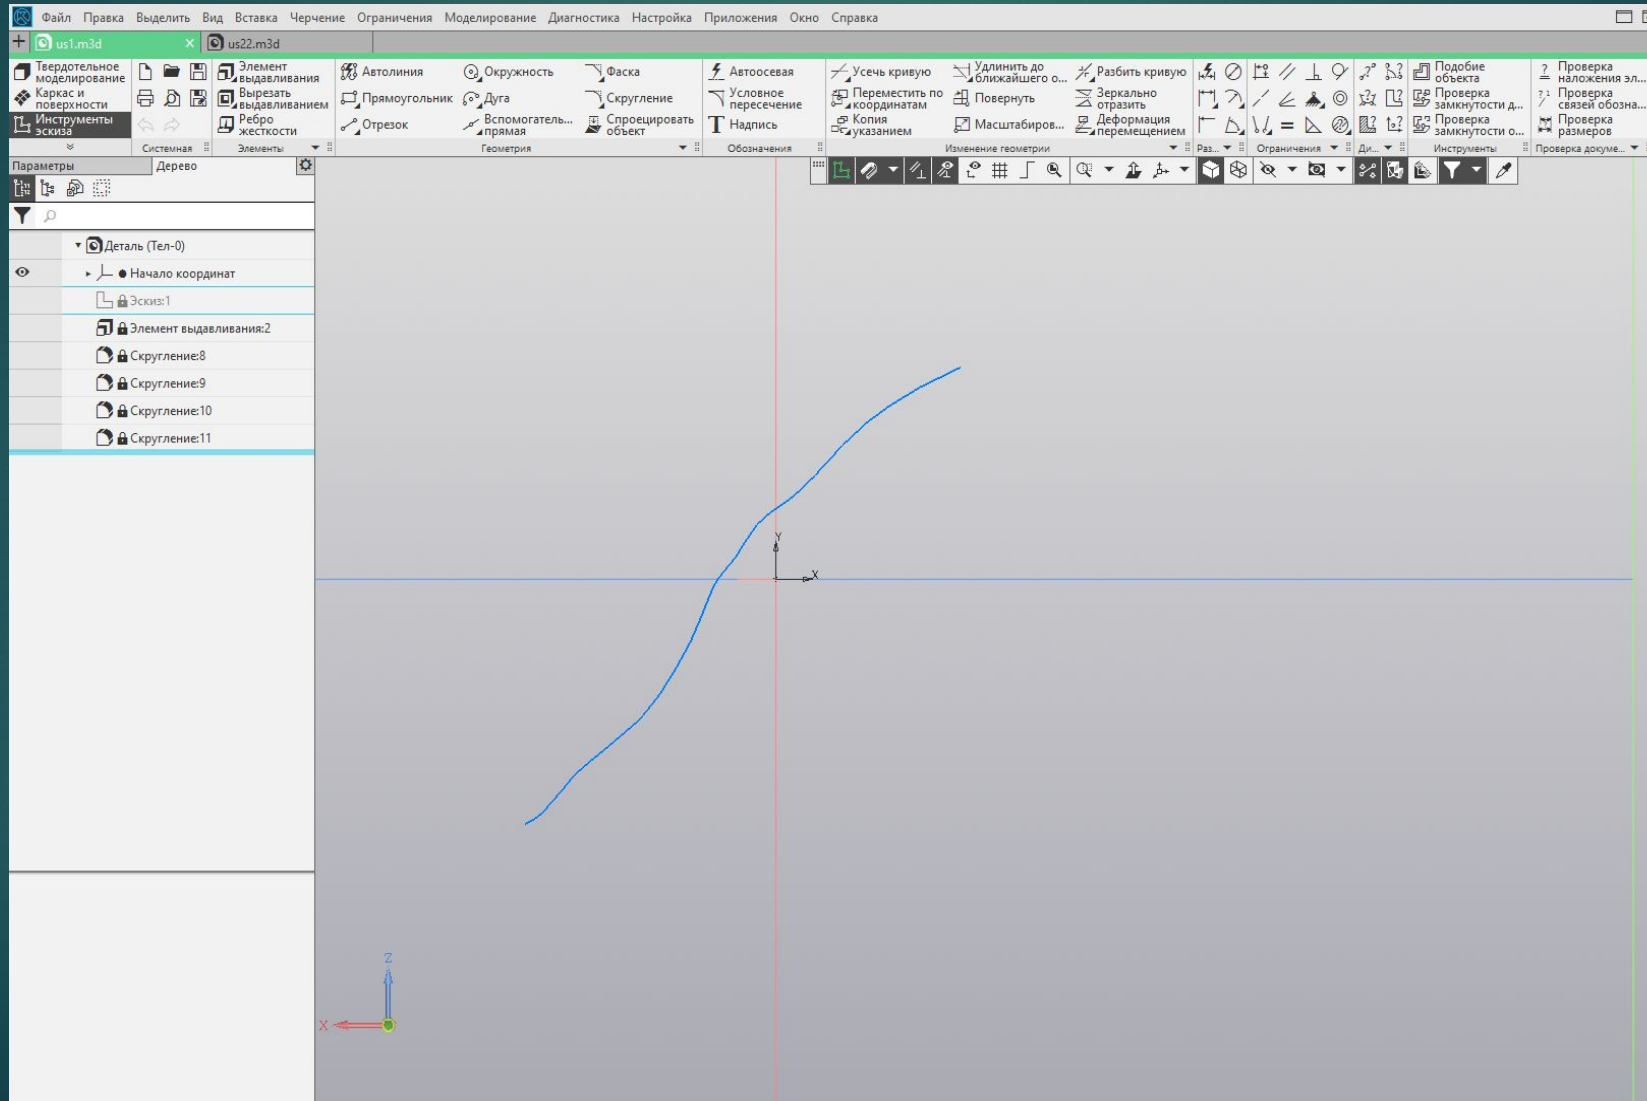 Файл Правка Выделить Вид Вставка Черчение Ограничения Моделирование Диагностика Настройка Приложения Окно Справка
us1.m3d us22.m3d
Твердотельное моделирование
Каркас и поверхности
Инструменты эскиза
Системная
Элемент выдавливания
Вырезать выдавливанием
Ребро жесткости
Элементы
Автолиния Окружность Фаска
Прямоугольник Дуга Скругление
Отрезок Вспомогатель... прямая Спроецировать объект
Геометрия
Автоосевая
Условное пересечение
Надпись
Обозначения
Усечь кривую Удлинить до ближайшего о... Разбить кривую
Переместить по координатам Повернуть Зеркально отразить
Копия указанием Масштабиров... Деформация перемещением
Изменение геометрии
Раз...
Ограничения
Ди...
Подобие объекта
Проверка замкнутости д...
Проверка замкнутости о...
Инструменты
Проверка наложения эл...
Проверка связей обозна...
Проверка размеров
Проверка докуме...
Параметры Дерево
Деталь (Тел-0)
Начало координат
Эскиз:1
Элемент выдавливания:2
Скругление:8
Скругление:9
Скругление:10
Скругление:11
Y
X
Z
X